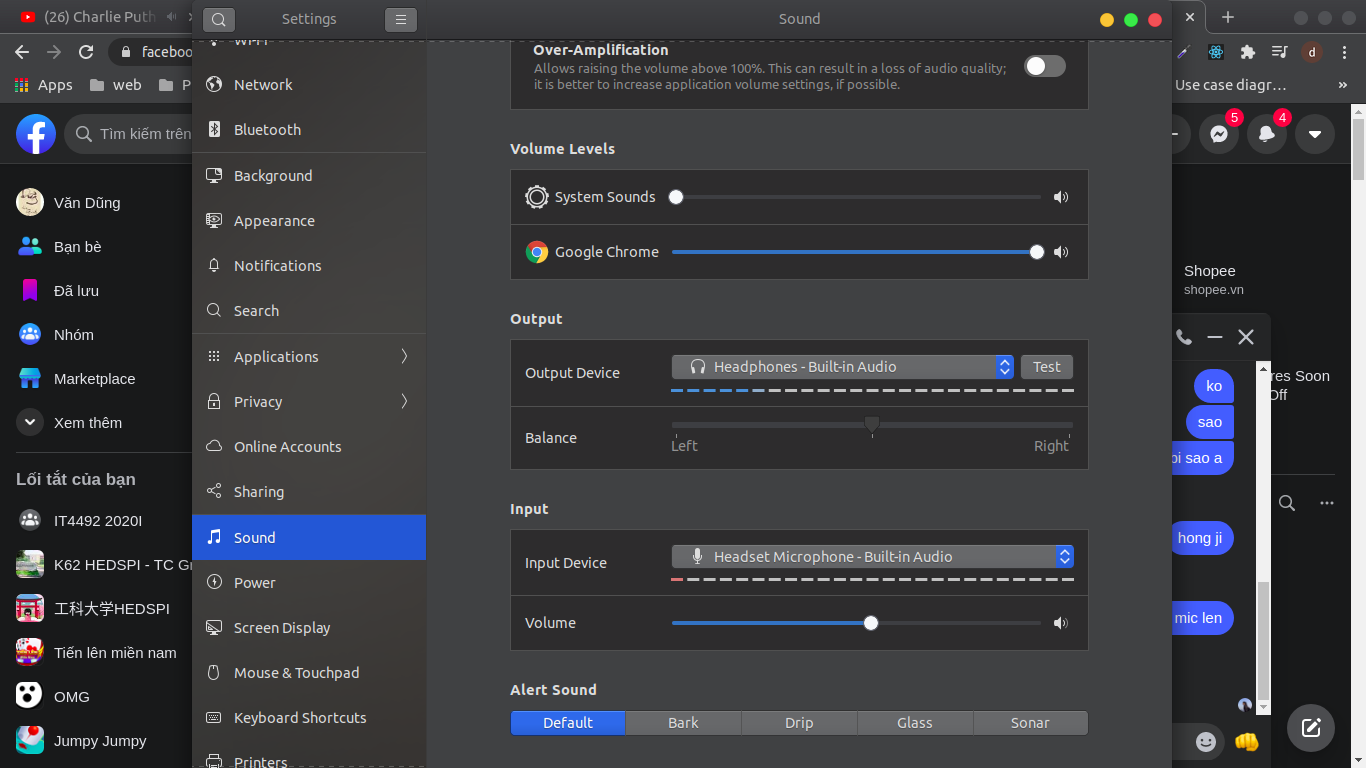 (26) Charlie Puth
Settings
Sound
facebo
Apps
web
P
Use case diagr…
»
d
Tìm kiếm trên
5
4
Văn Dũng
Bạn bè
Đã lưu
Nhóm
Marketplace
Xem thêm
Lối tắt của bạn
IT4492 2020I
K62 HEDSPI - TC Gr
工科大学HEDSPI
Tiến lên miền nam
OMG
Jumpy Jumpy
Wi-Fi
Network
Bluetooth
Background
Appearance
Notifications
Search
Applications
Privacy
Online Accounts
Sharing
Sound
Power
Screen Display
Mouse & Touchpad
Keyboard Shortcuts
Printers
Over-Amplification
Allows raising the volume above 100%. This can result in a loss of audio quality;
it is better to increase application volume settings, if possible.
Volume Levels
System Sounds
Google Chrome
Output
Output Device
Headphones - Built-in Audio
Test
Balance
Left
Right
Input
Input Device
Headset Microphone - Built-in Audio
Volume
Alert Sound
Default
Bark
Drip
Glass
Sonar
Shopee
shopee.vn
res Soon
Off
ko
sao
bi sao a
hong ji
mic len